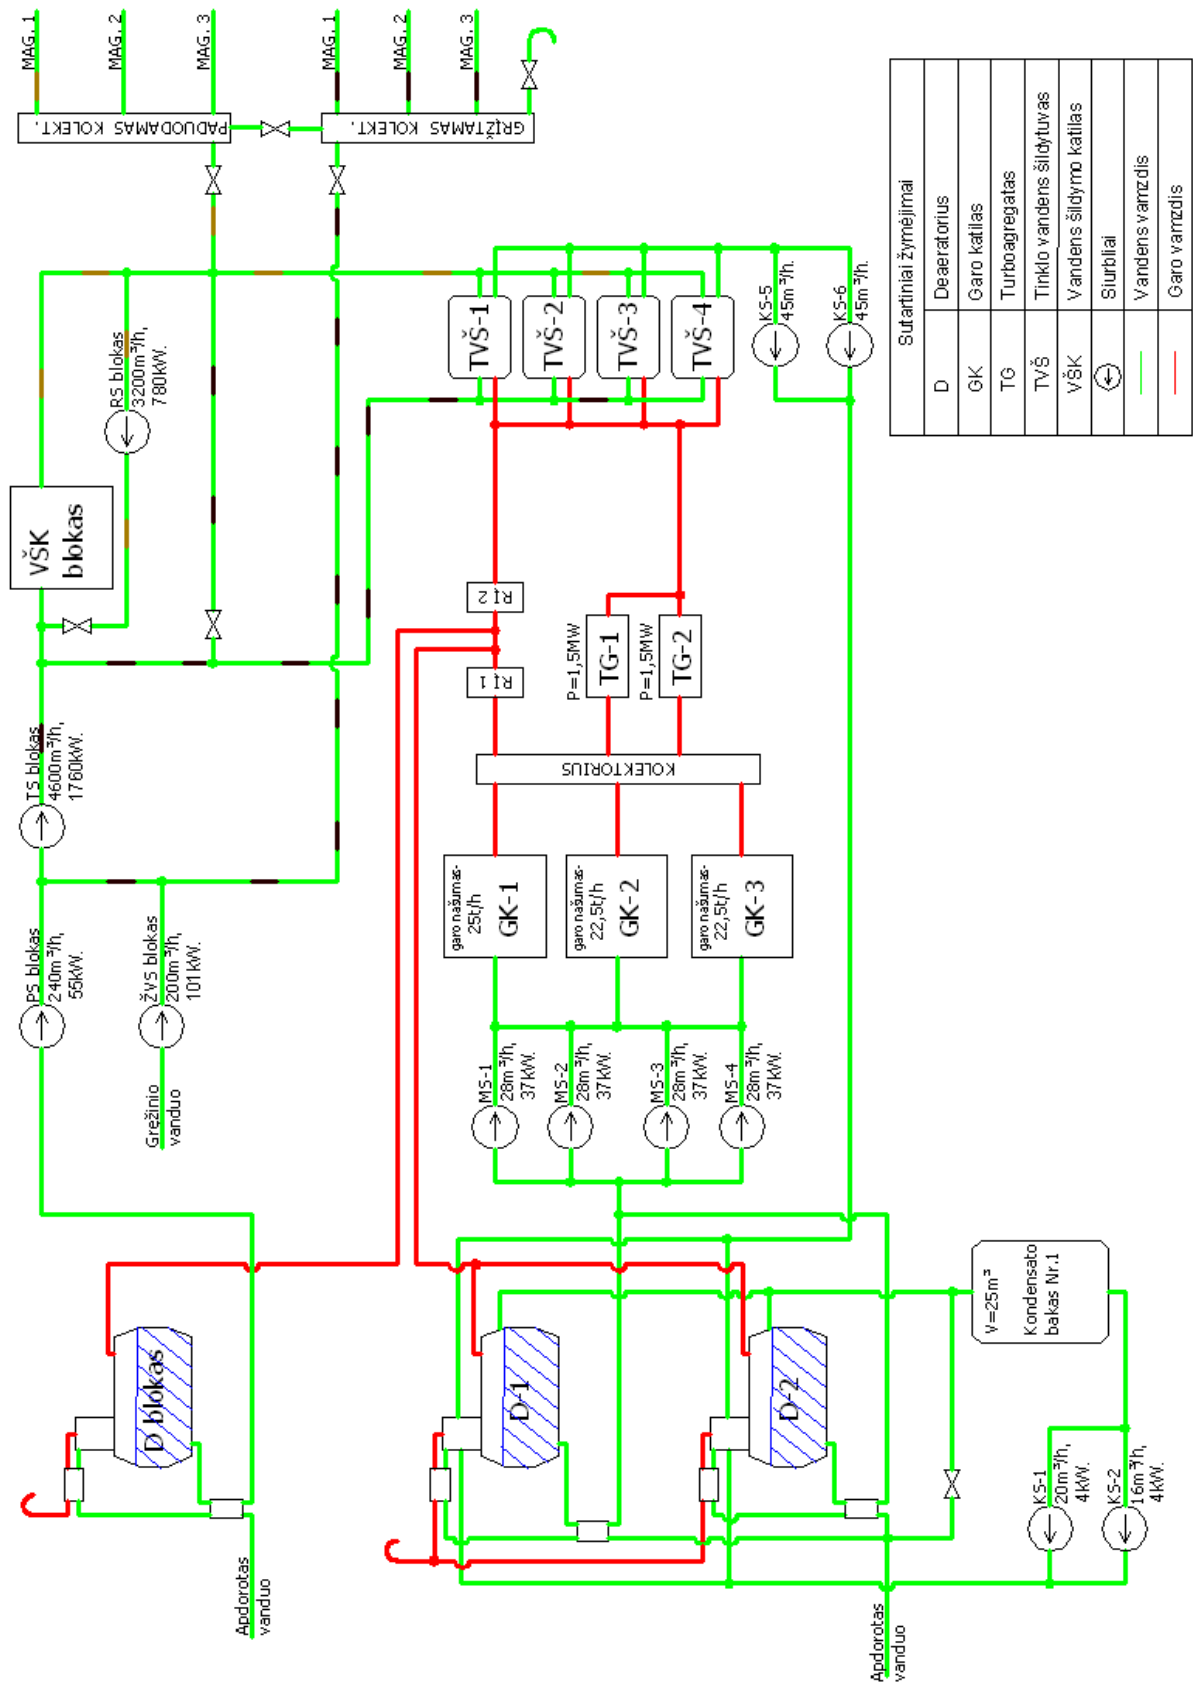 MAG. 1
MAG. 2
MAG. 3
MAG. 1
MAG. 2
MAG. 3
PADUODAMAS KOLEKT.
GRĮŽTAMAS KOLEKT.
RS blokas
3200m³/h,
780kW.
VŠK
blokas
TS blokas
4600m³/h,
1760kW.
PS blokas
240m³/h,
55kW.
ŽVS blokas
200m³/h,
101kW.
Gręžinio
vanduo
TVŠ-1
TVŠ-2
TVŠ-3
TVŠ-4
KS-5
45m³/h.
KS-6
45m³/h.
RĮ 2
RĮ 1
P=1,5MW
TG-1
P=1,5MW
TG-2
KOLEKTORIUS
garo našumas-
25t/h
GK-1
garo našumas-
22,5t/h
GK-2
garo našumas-
22,5t/h
GK-3
MS-1
28m³/h,
37kW.
MS-2
28m³/h,
37kW.
MS-3
28m³/h,
37kW.
MS-4
28m³/h,
37kW.
D blokas
D-1
D-2
Apdorotas
vanduo
Apdorotas
vanduo
V=25m³
Kondensato
bakas Nr.1
KS-1
20m³/h,
4kW.
KS-2
16m³/h,
4kW.
Sutartiniai žymėjimai
D Deaeratorius
GK Garo katilas
TG Turboagregatas
TVŠ Tinklo vandens šildytuvas
VŠK Vandens šildymo katilas
Siurbliai
Vandens vamzdis
Garo vamzdis